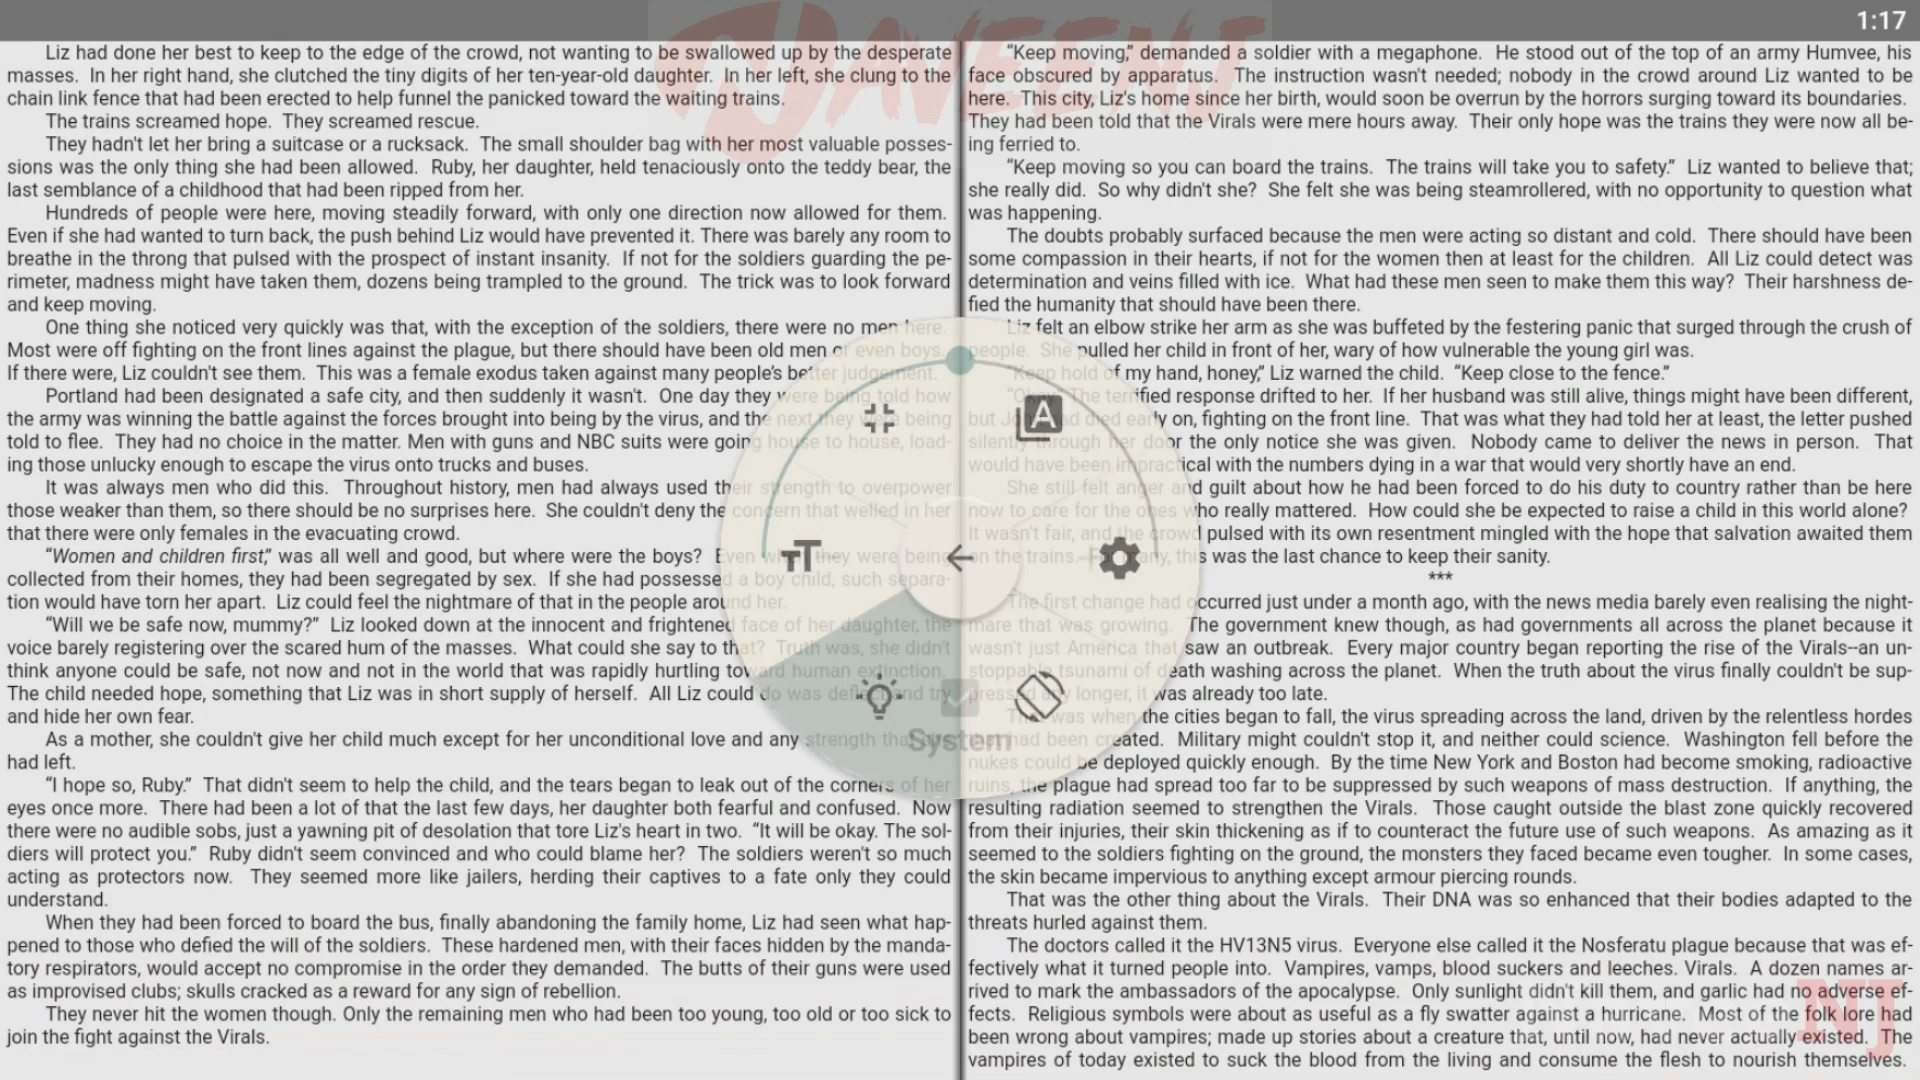 1:17
NAVEENJ
Liz had done her best to keep to the edge of the crowd, not wanting to be swallowed up by the desperate
masses. In her right hand, she clutched the tiny digits of her ten-year-old daughter. In her left, she clung to the
chain link fence that had been erected to help funnel the panicked toward the waiting trains.
The trains screamed hope. They screamed rescue.
They hadn't let her bring a suitcase or a rucksack. The small shoulder bag with her most valuable posses-
sions was the only thing she had been allowed. Ruby, her daughter, held tenaciously onto the teddy bear, the
last semblance of a childhood that had been ripped from her.
Hundreds of people were here, moving steadily forward, with only one direction now allowed for them.
Even if she had wanted to turn back, the push behind Liz would have prevented it. There was barely any room to
breathe in the throng that pulsed with the prospect of instant insanity. If not for the soldiers guarding the pe-
rimeter, madness might have taken them, dozens being trampled to the ground. The trick was to look forward
and keep moving.
One thing she noticed very quickly was that, with the exception of the soldiers, there were no men here.
Most were off fighting on the front lines against the plague, but there should have been old men or even boys.
If there were, Liz couldn't see them. This was a female exodus taken against many people's better judgement.
Portland had been designated a safe city, and then suddenly it wasn't. One day they were being told how
the army was winning the battle against the forces brought into being by the virus, and the next they were being
told to flee. They had no choice in the matter. Men with guns and NBC suits were going house to house, load-
ing those unlucky enough to escape the virus onto trucks and buses.
It was always men who did this. Throughout history, men had always used their strength to overpower
those weaker than them, so there should be no surprises here. She couldn't deny the concern that welled in her
that there were only females in the evacuating crowd.
“Women and children first,” was all well and good, but where were the boys? Even when they were being
collected from their homes, they had been segregated by sex. If she had possessed a boy child, such separa-
tion would have torn her apart. Liz could feel the nightmare of that in the people around her.
“Will we be safe now, mummy?” Liz looked down at the innocent and frightened face of her daughter, the
voice barely registering over the scared hum of the masses. What could she say to that? Truth was, she didn't
think anyone could be safe, not now and not in the world that was rapidly hurtling toward human extinction.
The child needed hope, something that Liz was in short supply of herself. All Liz could do was deflect and try
and hide her own fear.
As a mother, she couldn't give her child much except for her unconditional love and any strength that
had left.
“I hope so, Ruby.” That didn't seem to help the child, and the tears began to leak out of the corners of her
eyes once more. There had been a lot of that the last few days, her daughter both fearful and confused. Now
there were no audible sobs, just a yawning pit of desolation that tore Liz's heart in two. “It will be okay. The sol-
diers will protect you.” Ruby didn't seem convinced and who could blame her? The soldiers weren't so much
acting as protectors now. They seemed more like jailers, herding their captives to a fate only they could
understand.
When they had been forced to board the bus, finally abandoning the family home, Liz had seen what hap-
pened to those who defied the will of the soldiers. These hardened men, with their faces hidden by the manda-
tory respirators, would accept no compromise in the order they demanded. The butts of their guns were used
as improvised clubs; skulls cracked as a reward for any sign of rebellion.
They never hit the women though. Only the remaining men who had been too young, too old or too sick to
join the fight against the Virals.
“Keep moving,” demanded a soldier with a megaphone. He stood out of the top of an army Humvee, his
face obscured by apparatus. The instruction wasn't needed; nobody in the crowd around Liz wanted to be
here. This city, Liz's home since her birth, would soon be overrun by the horrors surging toward its boundaries.
They had been told that the Virals were mere hours away. Their only hope was the trains they were now all be-
ing ferried to.
“Keep moving so you can board the trains. The trains will take you to safety.” Liz wanted to believe that;
she really did. So why didn't she? She felt she was being steamrollered, with no opportunity to question what
was happening.
The doubts probably surfaced because the men were acting so distant and cold. There should have been
some compassion in their hearts, if not for the women then at least for the children. All Liz could detect was
determination and veins filled with ice. What had these men seen to make them this way? Their harshness de-
fied the humanity that should have been there.
Liz felt an elbow strike her arm as she was buffeted by the festering panic that surged through the crush of
people. She pulled her child in front of her, wary of how vulnerable the young girl was.
“Keep hold of my hand, honey,” Liz warned the child. “Keep close to the fence.”
The terrified response drifted to her. If her husband was still alive, things might have been different,
but had died early on, fighting on the front line. That was what they had told her at least, the letter pushed
silently through her door the only notice she was given. Nobody came to deliver the news in person. That
would have been impractical with the numbers dying in a war that would very shortly have an end.
She still felt anger and guilt about how he had been forced to do his duty to country rather than be here
now to care for the ones who really mattered. How could she be expected to raise a child in this world alone?
It wasn't fair, and the crowd pulsed with its own resentment mingled with the hope that salvation awaited them
on the trains. this was the last chance to keep their sanity.
***
The first change had occurred just under a month ago, with the news media barely even realising the night-
mare that was growing. The government knew though, as had governments all across the planet because it
wasn't just America that saw an outbreak. Every major country began reporting the rise of the Virals--an un-
stoppable tsunami of death washing across the planet. When the truth about the virus finally couldn't be sup-
pressed any longer, it was already too late.
was when the cities began to fall, the virus spreading across the land, driven by the relentless hordes
had been created. Military might couldn't stop it, and neither could science. Washington fell before the
nukes could be deployed quickly enough. By the time New York and Boston had become smoking, radioactive
ruins, the plague had spread too far to be suppressed by such weapons of mass destruction. If anything, the
resulting radiation seemed to strengthen the Virals. Those caught outside the blast zone quickly recovered
from their injuries, their skin thickening as if to counteract the future use of such weapons. As amazing as it
seemed to the soldiers fighting on the ground, the monsters they faced became even tougher. In some cases,
the skin became impervious to anything except armour piercing rounds.
That was the other thing about the Virals. Their DNA was so enhanced that their bodies adapted to the
threats hurled against them.
The doctors called it the HV13N5 virus. Everyone else called it the Nosferatu plague because that was ef-
fectively what it turned people into. Vampires, vamps, blood suckers and leeches. Virals. A dozen names ar-
rived to mark the ambassadors of the apocalypse. Only sunlight didn't kill them, and garlic had no adverse ef-
fects. Religious symbols were about as useful as a fly swatter against a hurricane. Most of the folk lore had
been wrong about vampires; made up stories about a creature that, until now, had never actually existed. The
vampires of today existed to suck the blood from the living and consume the flesh to nourish themselves.
A
TT
System
NJ